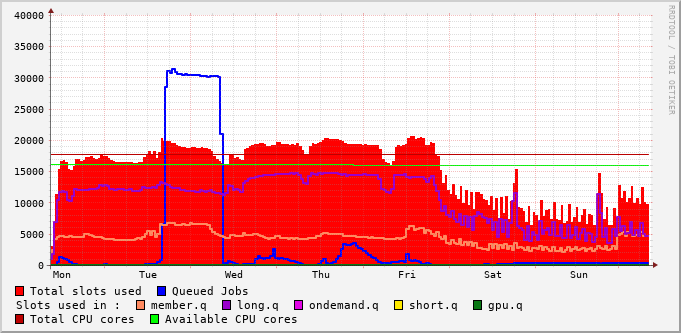 RRDTOOL / TOBI OETIKER
40000
35000
30000
25000
20000
15000
10000
5000
0
Mon Tue Wed Thu Fri Sat Sun
Total slots used Queued Jobs
Slots used in : member.q long.q ondemand.q short.q gpu.q
Total CPU cores Available CPU cores